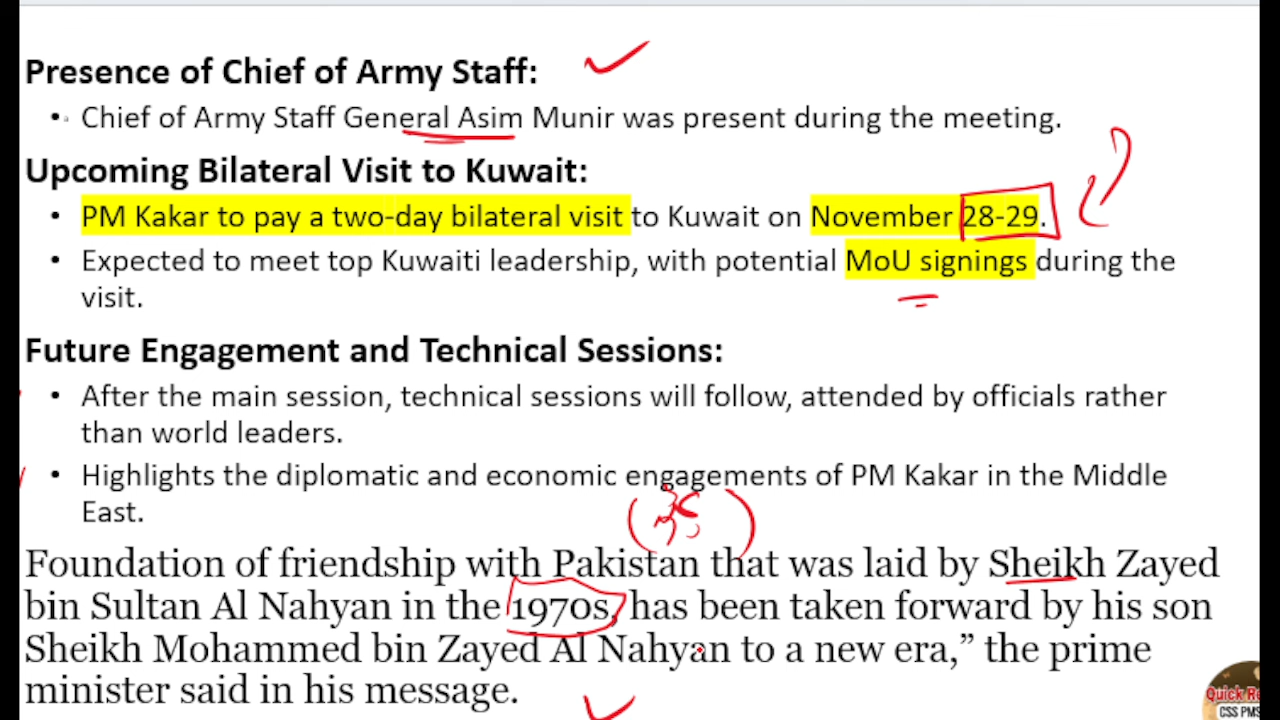 Presence of Chief of Army Staff:
• Chief of Army Staff General Asim Munir was present during the meeting.
Upcoming Bilateral Visit to Kuwait:
• PM Kakar to pay a two-day bilateral visit to Kuwait on November 28-29.
• Expected to meet top Kuwaiti leadership, with potential MoU signings during the
visit.
Future Engagement and Technical Sessions:
• After the main session, technical sessions will follow, attended by officials rather
than world leaders.
• Highlights the diplomatic and economic engagements of PM Kakar in the Middle
East.
Foundation of friendship with Pakistan that was laid by Sheikh Zayed
bin Sultan Al Nahyan in the 1970s, has been taken forward by his son
Sheikh Mohammed bin Zayed Al Nahyan to a new era,” the prime
minister said in his message.
Quick
CSS PMS